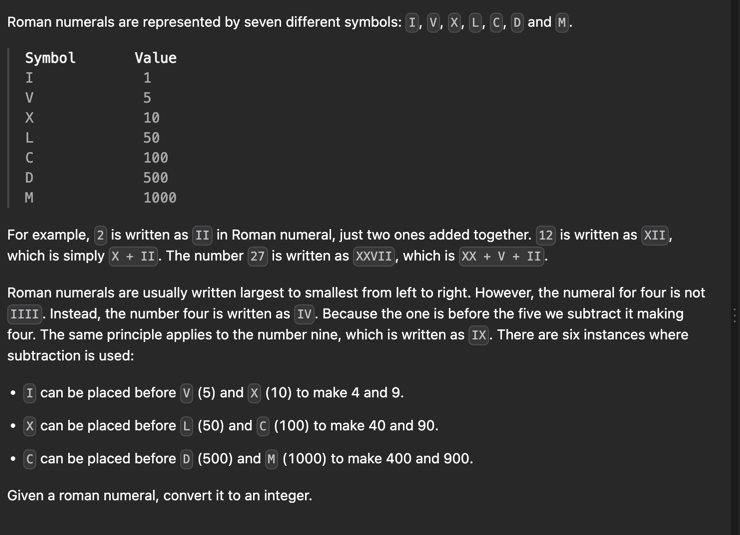 Roman numerals are represented by seven different symbols: I, V, X, L, C, D and M.
Symbol Value
I 1
V 5
X 10
L 50
C 100
D 500
M 1000
For example, 2 is written as II in Roman numeral, just two ones added together. 12 is written as XII,
which is simply X + II. The number 27 is written as XXVII, which is XX + V + II.
Roman numerals are usually written largest to smallest from left to right. However, the numeral for four is not
IIII. Instead, the number four is written as IV. Because the one is before the five we subtract it making
four. The same principle applies to the number nine, which is written as IX. There are six instances where
subtraction is used:
• I can be placed before V (5) and X (10) to make 4 and 9.
• X can be placed before L (50) and C (100) to make 40 and 90.
• C can be placed before D (500) and M (1000) to make 400 and 900.
Given a roman numeral, convert it to an integer.